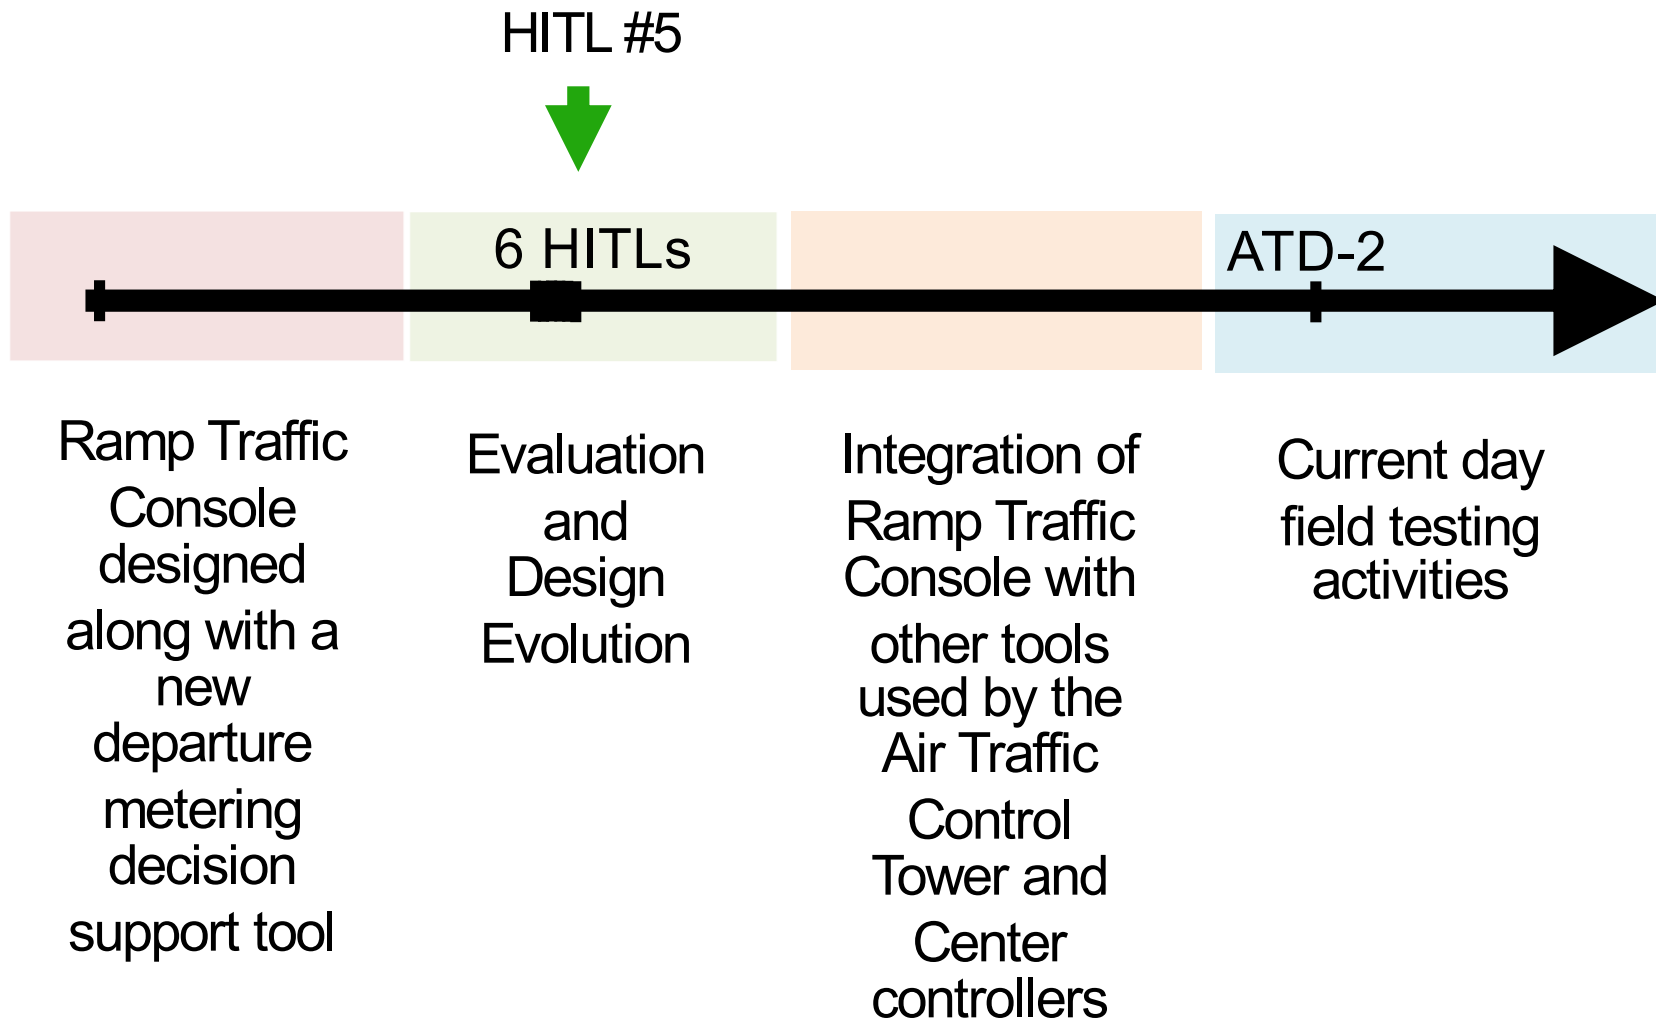 HITL #5
6 HITLs
ATD-2
Ramp Traffic
Console
designed
along with a
new
departure
metering
decision
support tool
Evaluation
and
Design
Evolution
Integration of
Ramp Traffic
Console with
other tools
used by the
Air Traffic
Control
Tower and
Center
controllers
Current day
field testing
activities